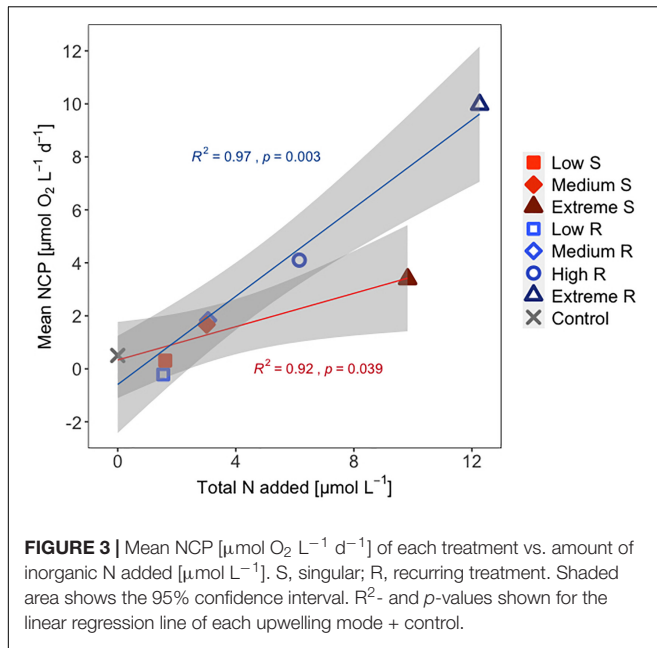 12
10
8
6
4
2
0
-2
Mean NCP [µmol O₂ L⁻¹ d⁻¹]
R² = 0.97 , p = 0.003
R² = 0.92 , p = 0.039
0 4 8 12
Total N added [µmol L⁻¹]
Low S
Medium S
Extreme S
Low R
Medium R
High R
Extreme R
Control
FIGURE 3 | Mean NCP [µmol O₂ L⁻¹ d⁻¹] of each treatment vs. amount of
inorganic N added [µmol L⁻¹]. S, singular; R, recurring treatment. Shaded
area shows the 95% confidence interval. R²- and p-values shown for the
linear regression line of each upwelling mode + control.